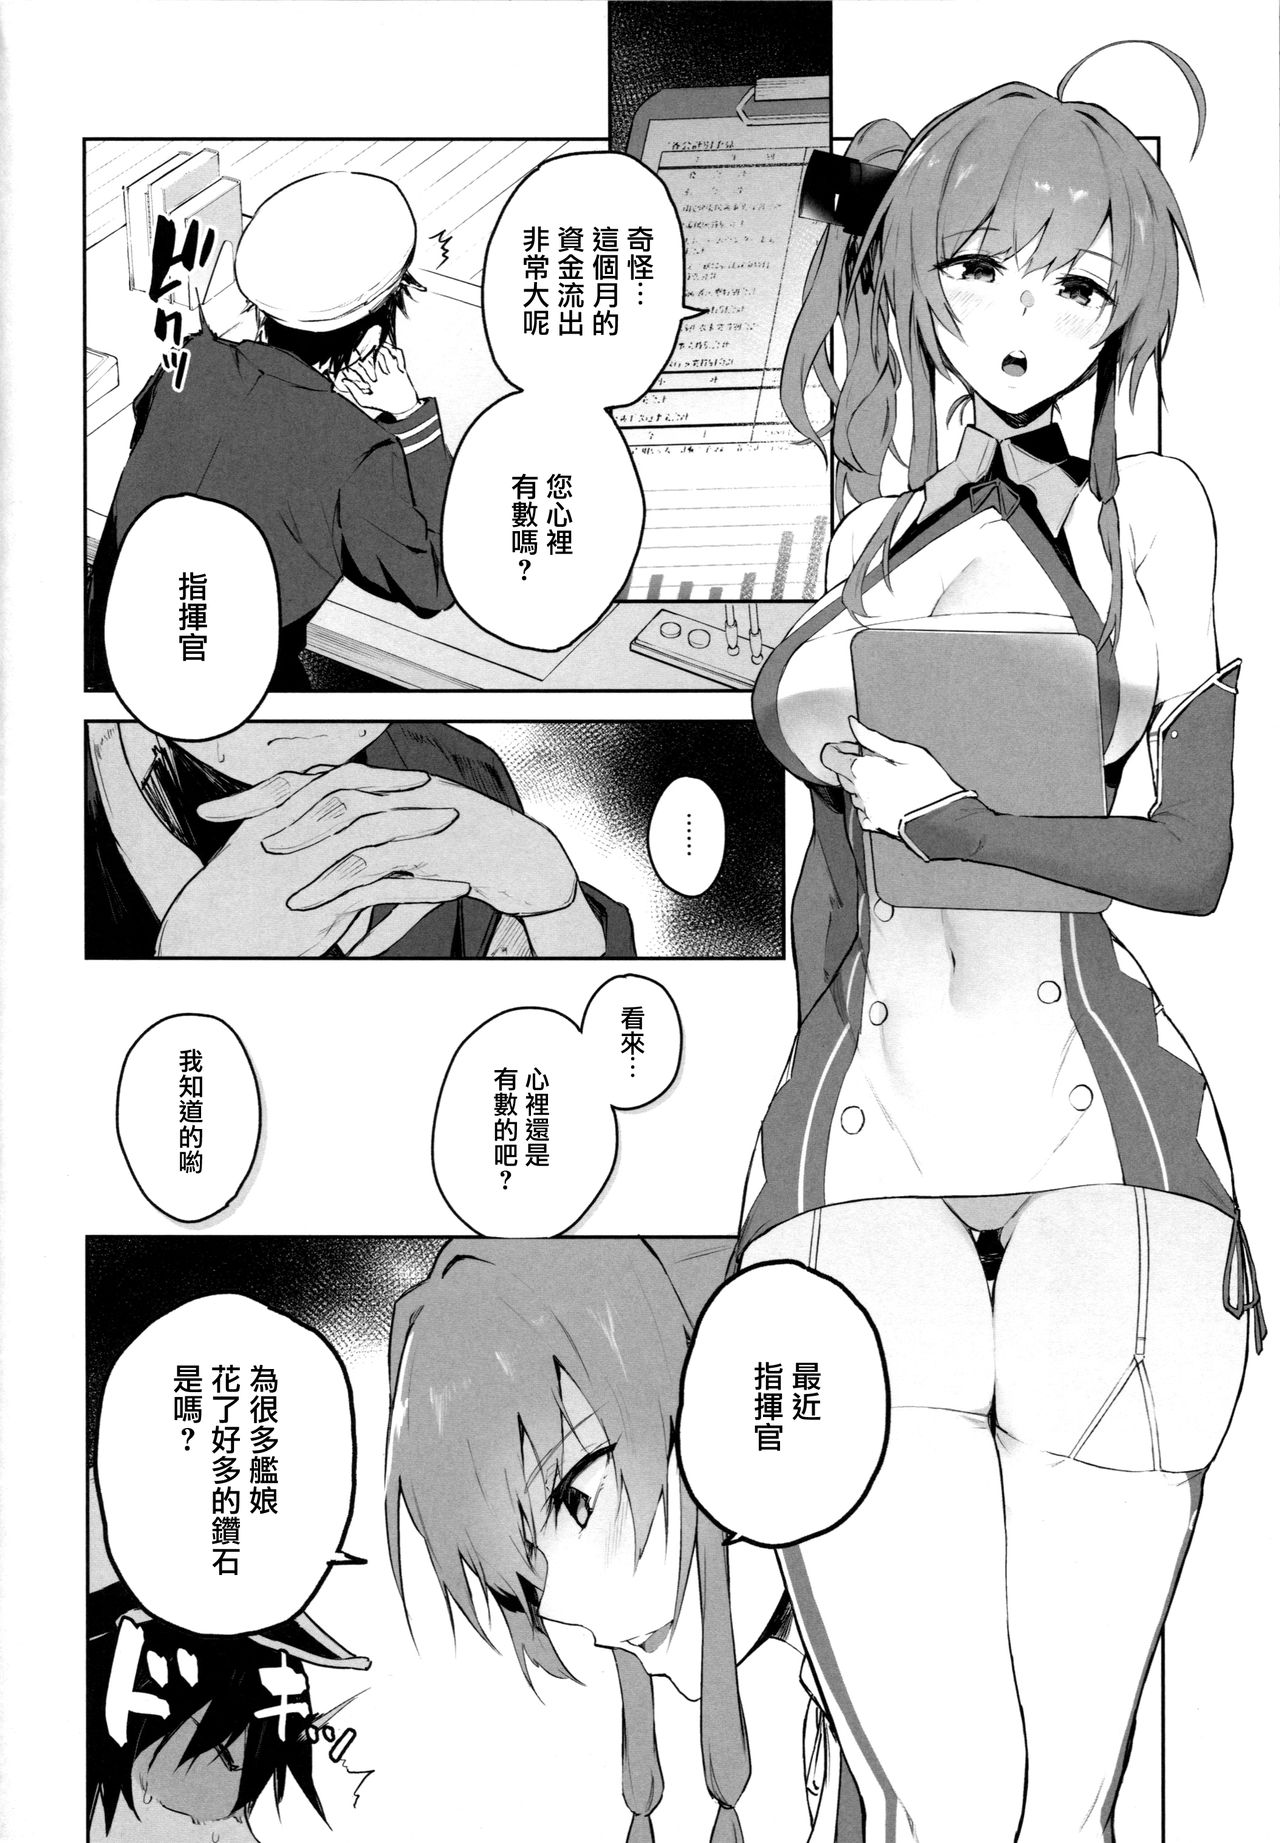 奇怪…
這個月的
資金流出
非常大呢
您心裡
有數嗎?
ビクッ
指揮官
……
看來…
心裡還是
有數的吧?
我知道的喲
最近
指揮官
為很多艦娘
花了好多的鑽石
是嗎?
ドキッ